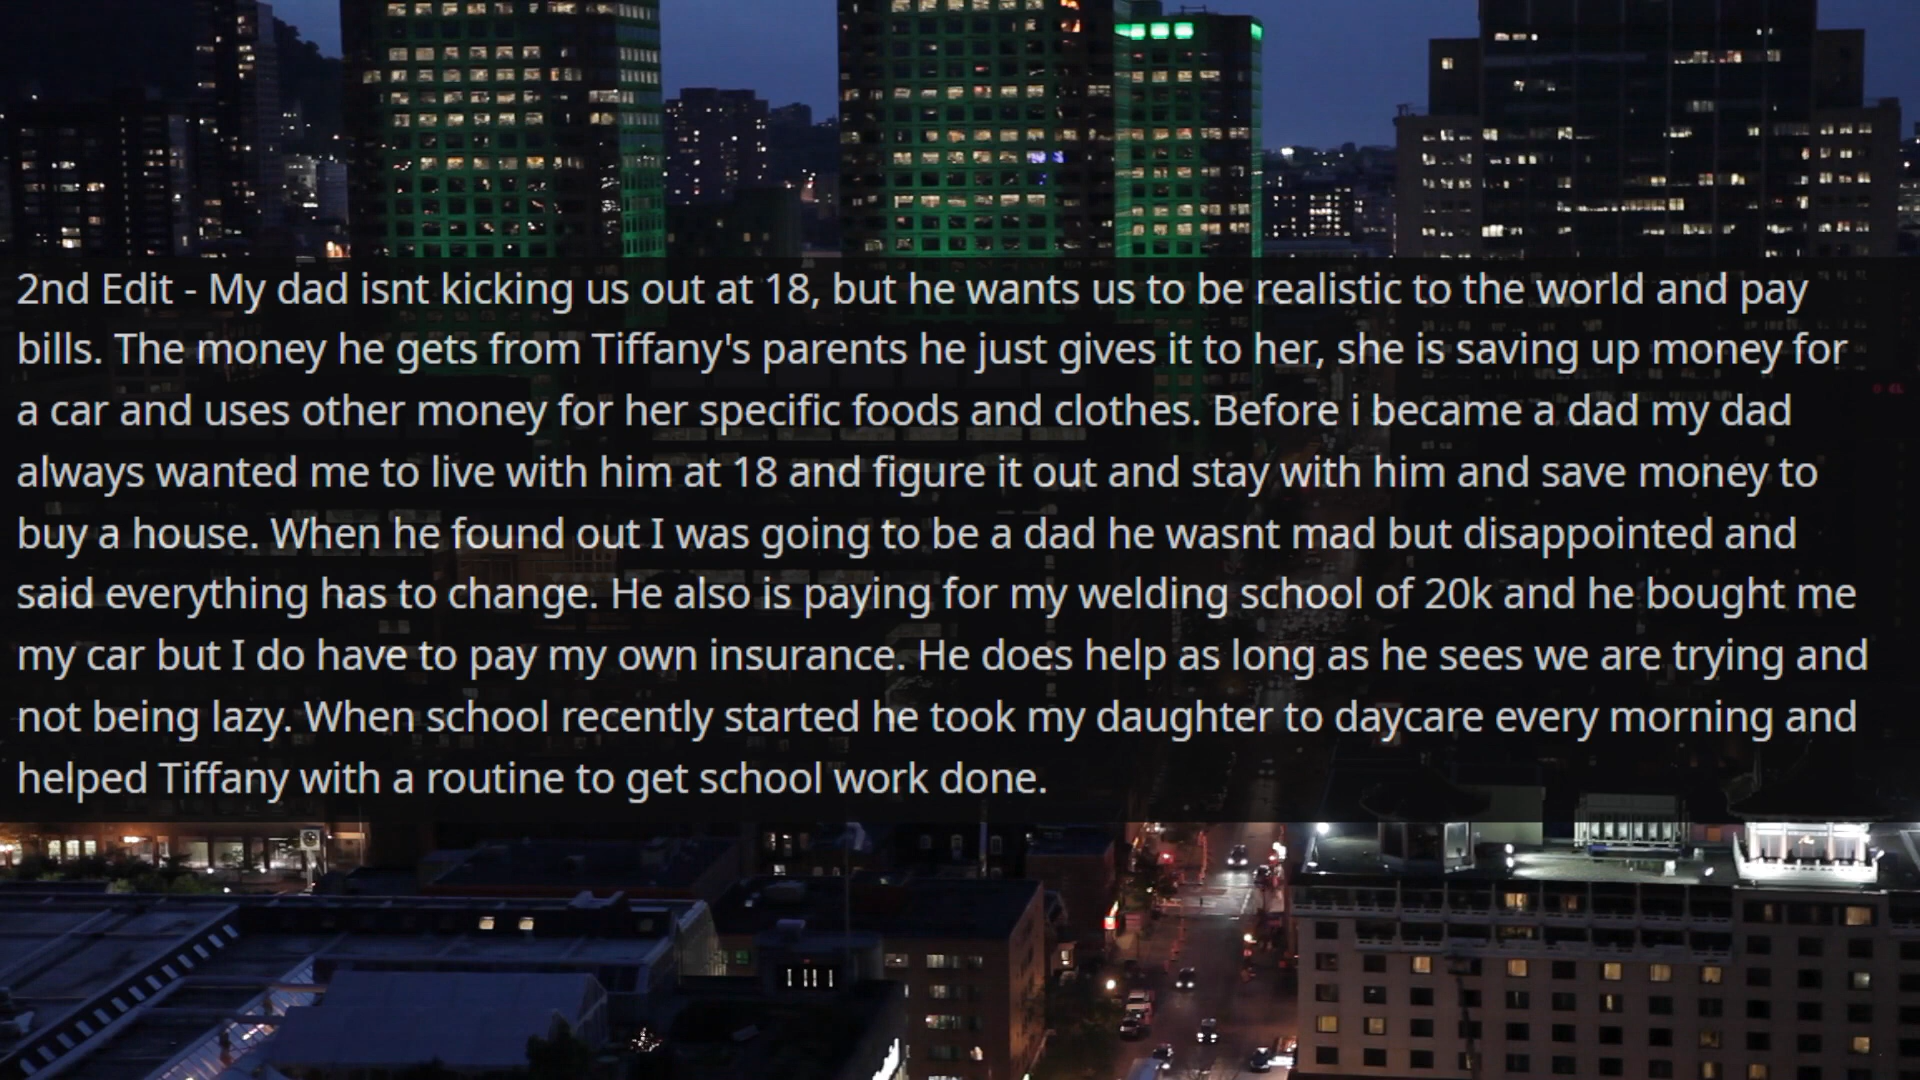 2nd Edit - My dad isnt kicking us out at 18, but he wants us to be realistic to the world and pay
bills. The money he gets from Tiffany's parents he just gives it to her, she is saving up money for
a car and uses other money for her specific foods and clothes. Before i became a dad my dad
always wanted me to live with him at 18 and figure it out and stay with him and save money to
buy a house. When he found out I was going to be a dad he wasnt mad but disappointed and
said everything has to change. He also is paying for my welding school of 20k and he bought me
my car but I do have to pay my own insurance. He does help as long as he sees we are trying and
not being lazy. When school recently started he took my daughter to daycare every morning and
helped Tiffany with a routine to get school work done.